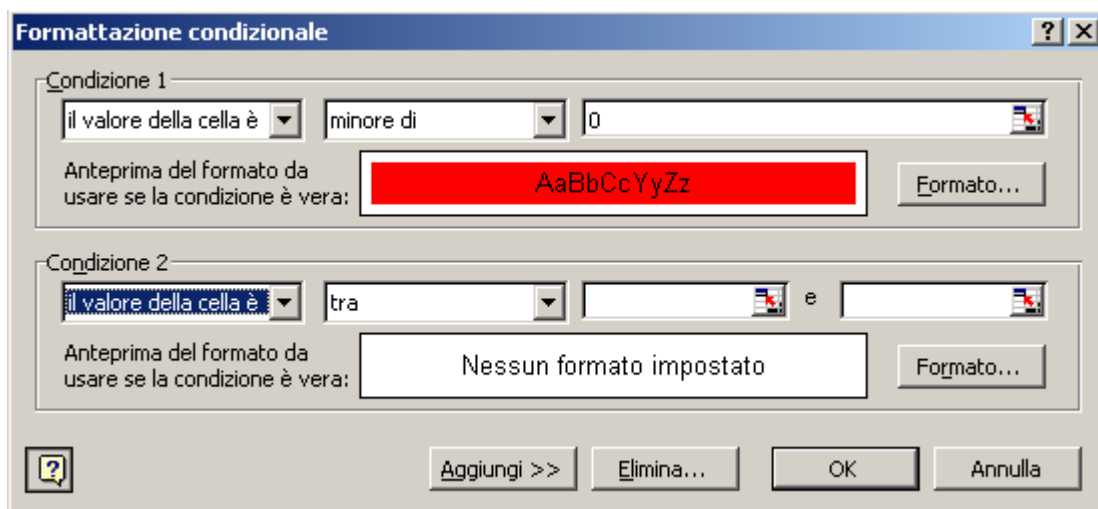 Formattazione condizionale
Condizione 1
il valore della cella è minore di 0
Anteprima del formato da
usare se la condizione è vera:
AaBbCcYyZz
Formato...
Condizione 2
il valore della cella è tra e
Anteprima del formato da
usare se la condizione è vera:
Nessun formato impostato
Formato...
Aggiungi >> Elimina... OK Annulla